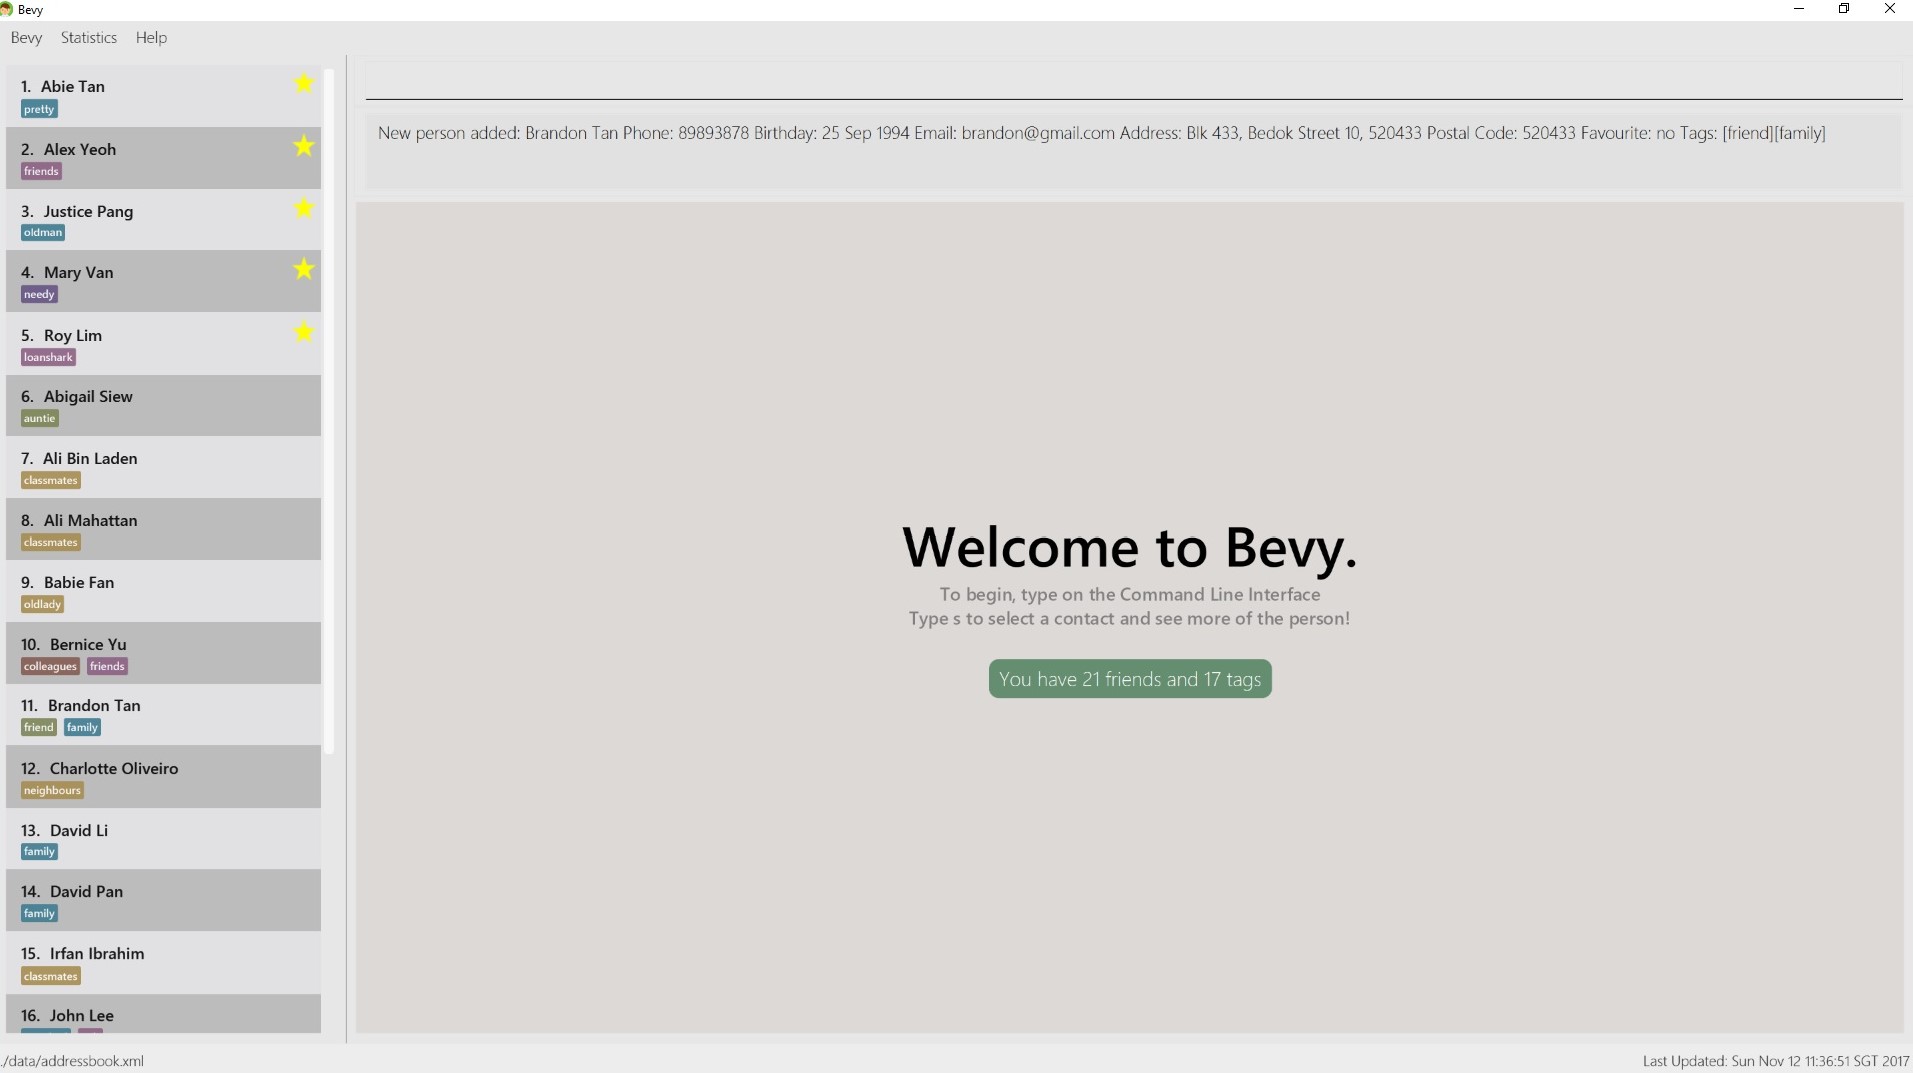 Bevy
Bevy Statistics Help
1. Abie Tan
pretty
2. Alex Yeoh
friends
3. Justice Pang
oldman
4. Mary Van
needy
5. Roy Lim
loanshark
6. Abigail Siew
auntie
7. Ali Bin Laden
classmates
8. Ali Mahattan
classmates
9. Babie Fan
oldlady
10. Bernice Yu
colleagues friends
11. Brandon Tan
friend family
12. Charlotte Oliveiro
neighbours
13. David Li
family
14. David Pan
family
15. Irfan Ibrahim
classmates
16. John Lee
New person added: Brandon Tan Phone: 89893878 Birthday: 25 Sep 1994 Email: brandon@gmail.com Address: Blk 433, Bedok Street 10, 520433 Postal Code: 520433 Favourite: no Tags: [friend][family]
Welcome to Bevy.
To begin, type on the Command Line Interface
Type s to select a contact and see more of the person!
You have 21 friends and 17 tags
./data/addressbook.xml
Last Updated: Sun Nov 12 11:36:51 SGT 2017